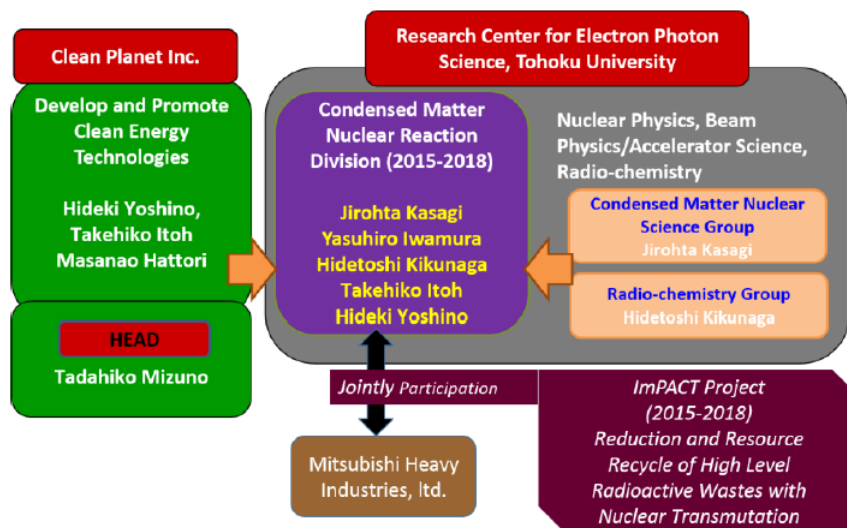 Clean Planet Inc.
Develop and Promote
Clean Energy
Technologies
Hideki Yoshino,
Takehiko Itoh
Masanao Hattori
HEAD
Tadahiko Mizuno
Research Center for Electron Photon
Science, Tohoku University
Condensed Matter
Nuclear Reaction
Division (2015-2018)
Jirohta Kasagi
Yasuhiro Iwamura
Hidetoshi Kikunaga
Takehiko Itoh
Hideki Yoshino
Nuclear Physics, Beam
Physics/Accelerator Science,
Radio-chemistry
Condensed Matter Nuclear
Science Group
Jirohta Kasagi
Radio-chemistry Group
Hidetoshi Kikunaga
Jointly Participation
Mitsubishi Heavy
Industries, ltd.
ImPACT Project
(2015-2018)
Reduction and Resource
Recycle of High Level
Radioactive Wastes with
Nuclear Transmutation